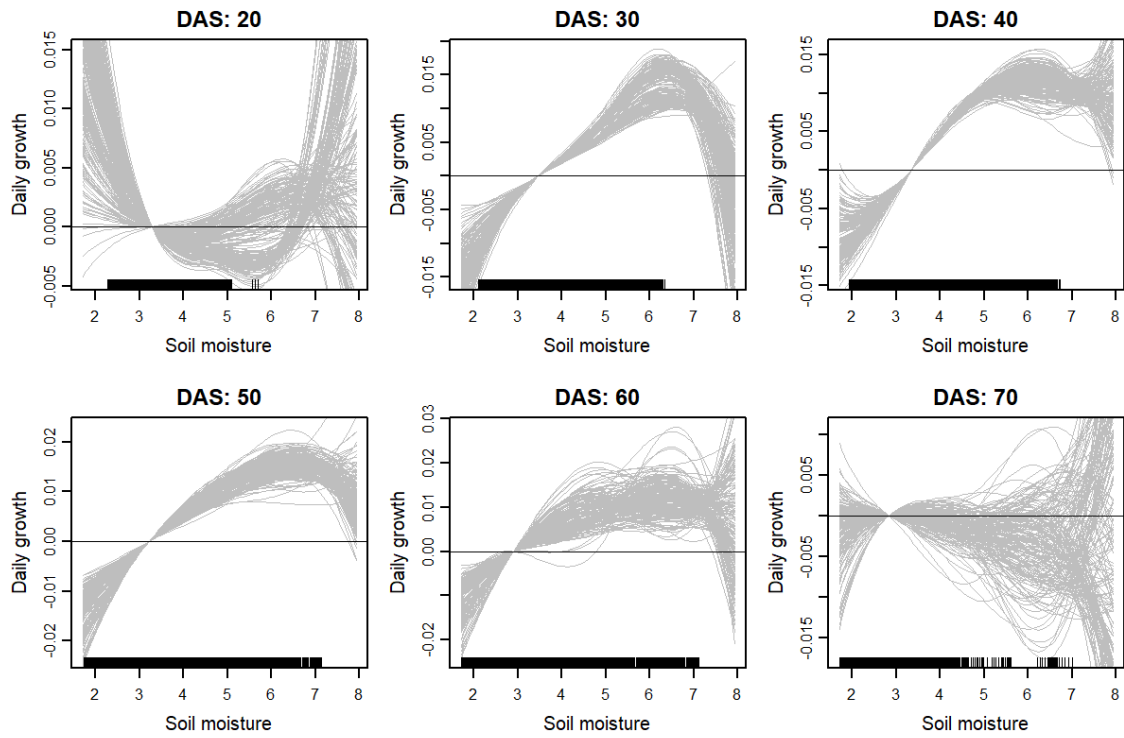 DAS: 20 DAS: 30 DAS: 40
0.015 0.010 0.005 0.000 -0.005
Daily growth
2 3 4 5 6 7 8
Soil moisture
0.015 0.005 -0.005 -0.015
Daily growth
2 3 4 5 6 7 8
Soil moisture
0.015 0.005 -0.005 -0.015
Daily growth
2 3 4 5 6 7 8
Soil moisture
DAS: 50 DAS: 60 DAS: 70
0.02 0.01 0.00 -0.01 -0.02
Daily growth
2 3 4 5 6 7 8
Soil moisture
0.03 0.02 0.01 0.00 -0.02
Daily growth
2 3 4 5 6 7 8
Soil moisture
0.005 -0.005 -0.015
Daily growth
2 3 4 5 6 7 8
Soil moisture